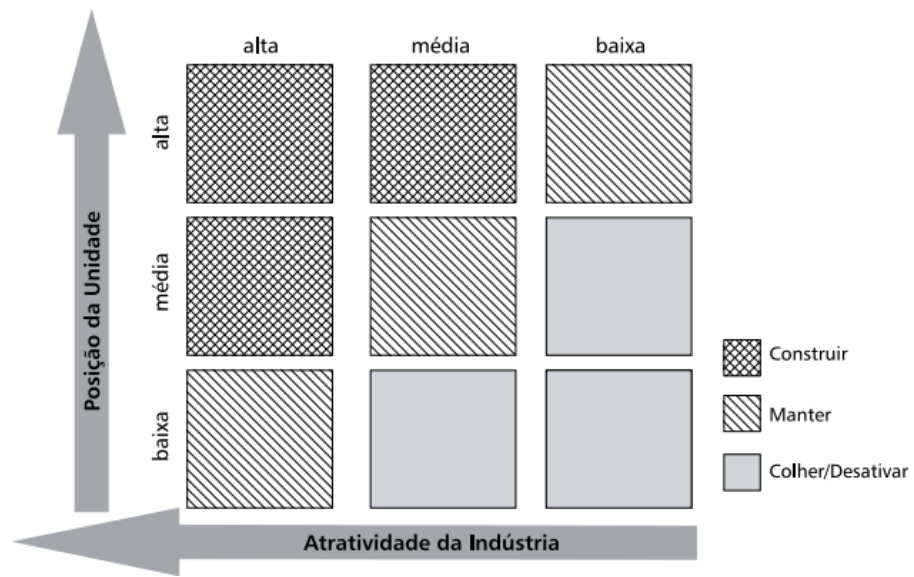 alta média baixa
alta
média
baixa
Posição da Unidade
Construir
Manter
Colher/Desativar
Atratividade da Indústria